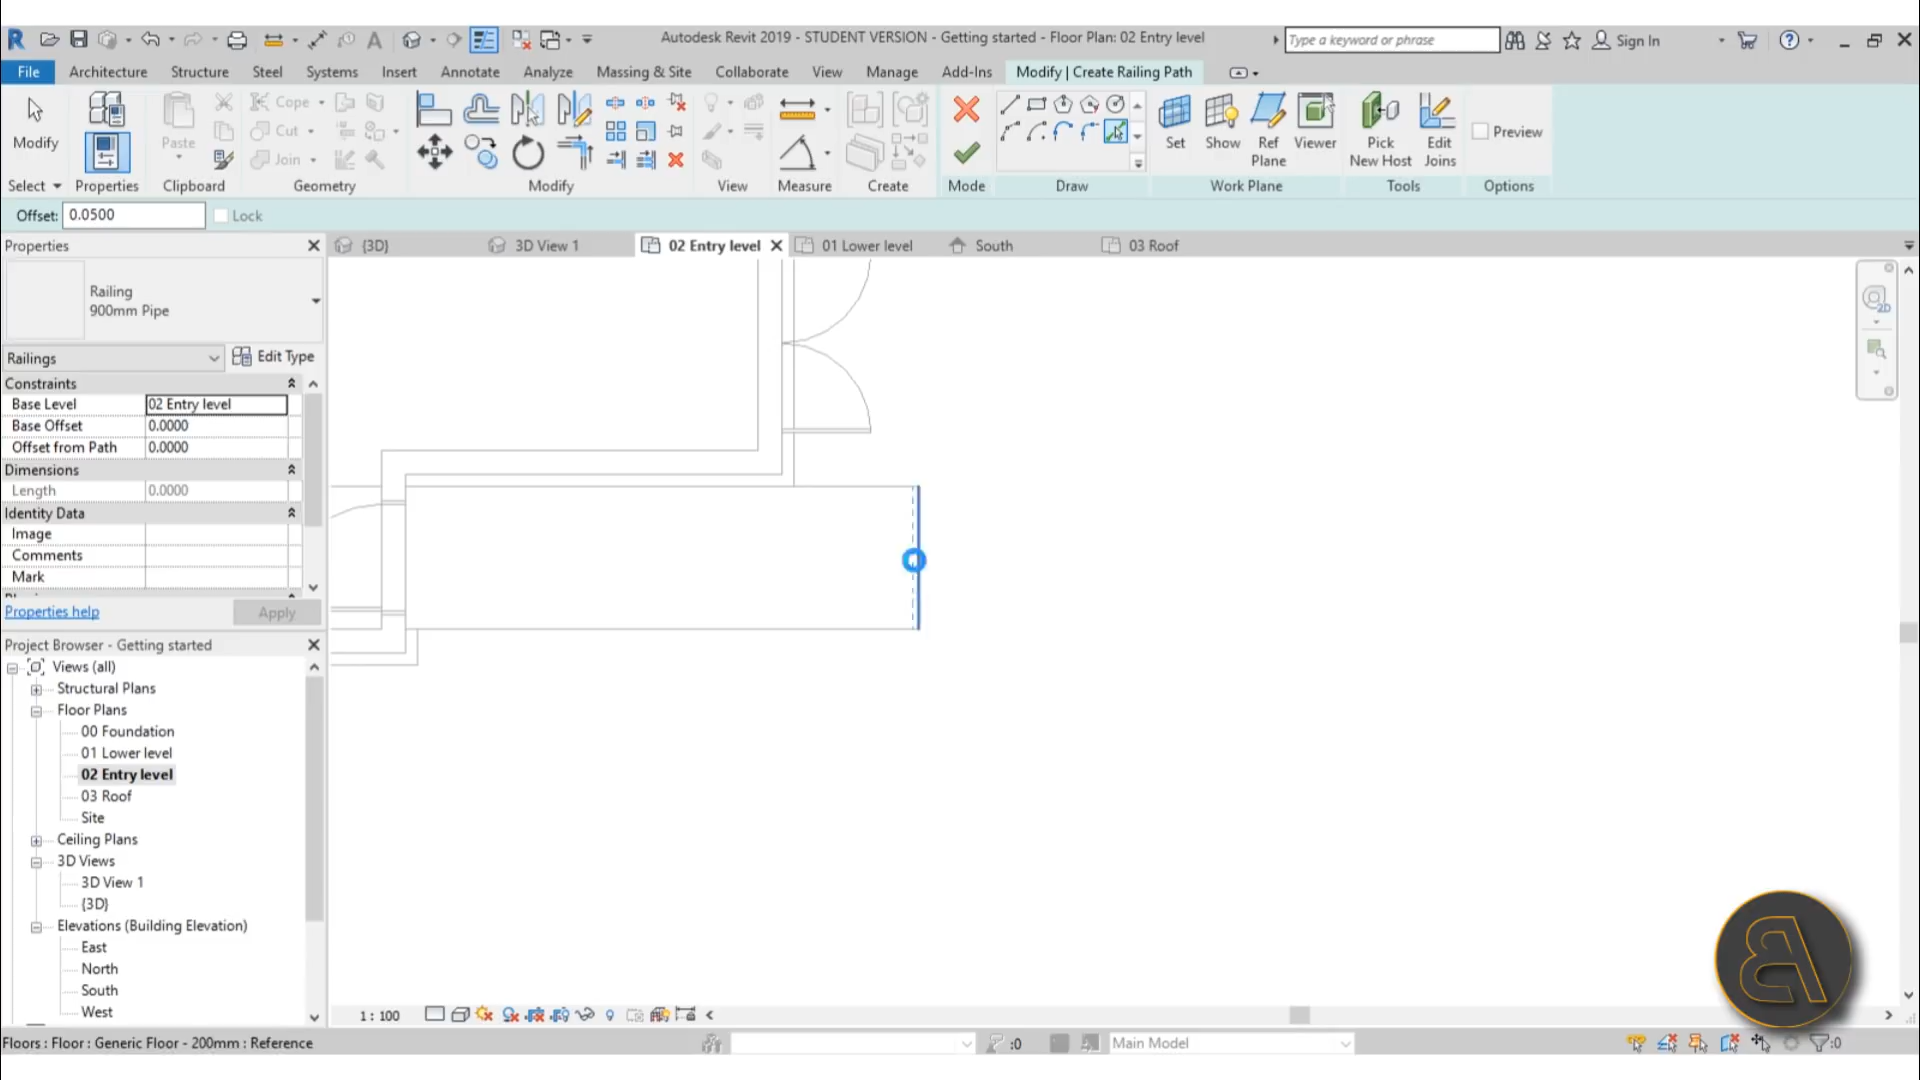 Autodesk Revit 2019 - STUDENT VERSION - Getting started - Floor Plan: 02 Entry level
Type a keyword or phrase
Sign In
File Architecture Structure Steel Systems Insert Annotate Analyze Massing & Site Collaborate View Manage Add-Ins Modify | Create Railing Path
Modify
Paste
Cope
Cut
Join
Set Show Ref Plane Viewer
Pick New Host
Edit Joins
Preview
Select Properties Clipboard Geometry Modify View Measure Create Mode Draw Work Plane Tools Options
Offset: 0.0500 Lock
Properties
{3D} 3D View 1 02 Entry level 01 Lower level South 03 Roof
2D
Railing
900mm Pipe
Railings Edit Type
Constraints
Base Level 02 Entry level
Base Offset 0.0000
Offset from Path 0.0000
Dimensions
Length 0.0000
Identity Data
Image
Comments
Mark
Properties help Apply
Project Browser - Getting started
Views (all)
Structural Plans
Floor Plans
00 Foundation
01 Lower level
02 Entry level
03 Roof
Site
Ceiling Plans
3D Views
3D View 1
{3D}
Elevations (Building Elevation)
East
North
South
West
1 : 100
Floors : Floor : Generic Floor - 200mm : Reference
:0
Main Model
:0